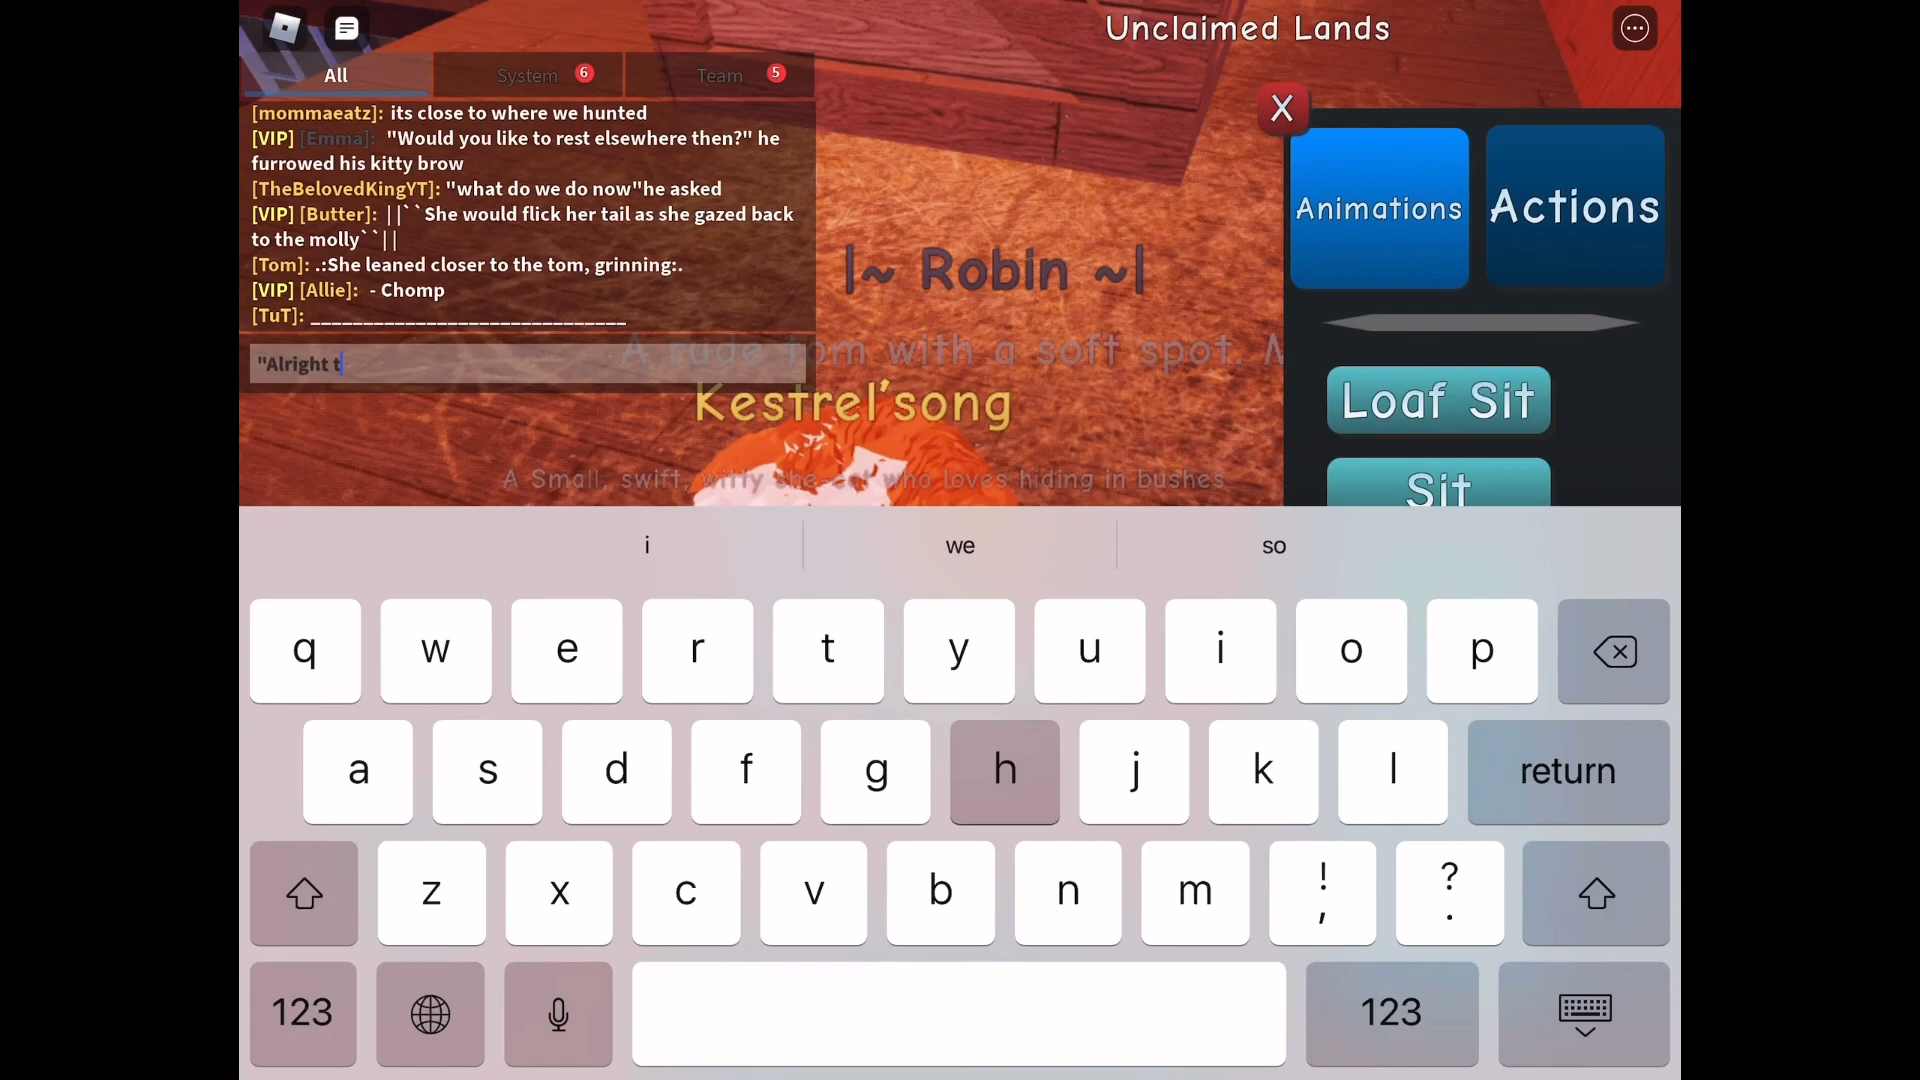 Unclaimed Lands
All
System 6
Team 5
[mommaeatz]: its close to where we hunted
[VIP] [Emma]: "Would you like to rest elsewhere then?" he
furrowed his kitty brow
[TheBelovedKingYT]: "what do we do now"he asked
[VIP] [Butter]: ||``She would flick her tail as she gazed back
to the molly``||
[Tom]: .:She leaned closer to the tom, grinning:.
[VIP] [Allie]: - Chomp
[TuT]: ______________________________
"Alright t
X
Animations
Actions
Loaf Sit
Sit
|~ Robin ~|
A rude tom with a soft spot. M
Kestrel'song
A Small, swift, witty she-cat who loves hiding in bushes
i we so
q w e r t y u i o p
a s d f g h j k l return
z x c v b n m ! , ? .
123 123